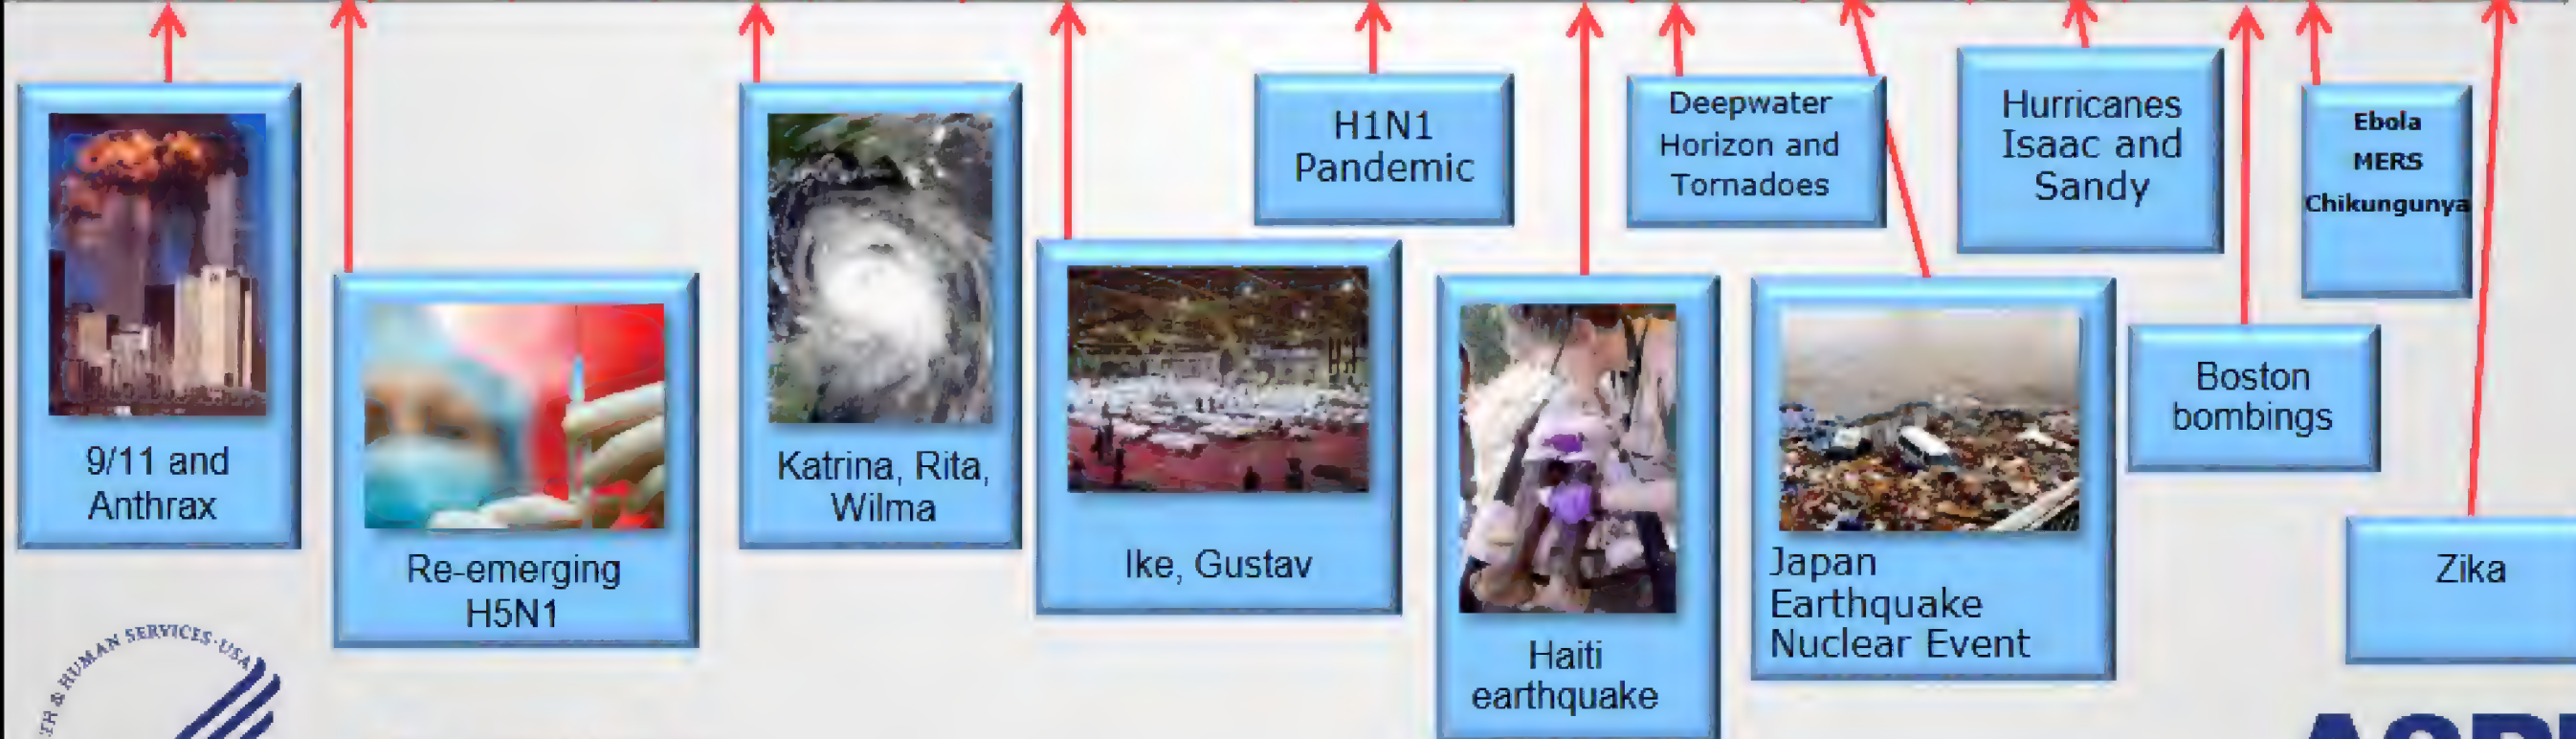 9/11 and
Anthrax
Re-emerging
H5N1
Katrina, Rita,
Wilma
Ike, Gustav
H1N1
Pandemic
Haiti
earthquake
Deepwater
Horizon and
Tornadoes
Japan
Earthquake
Nuclear Event
Hurricanes
Isaac and
Sandy
Boston
bombings
Ebola
MERS
Chikungunya
Zika
& HUMAN SERVICES·USA